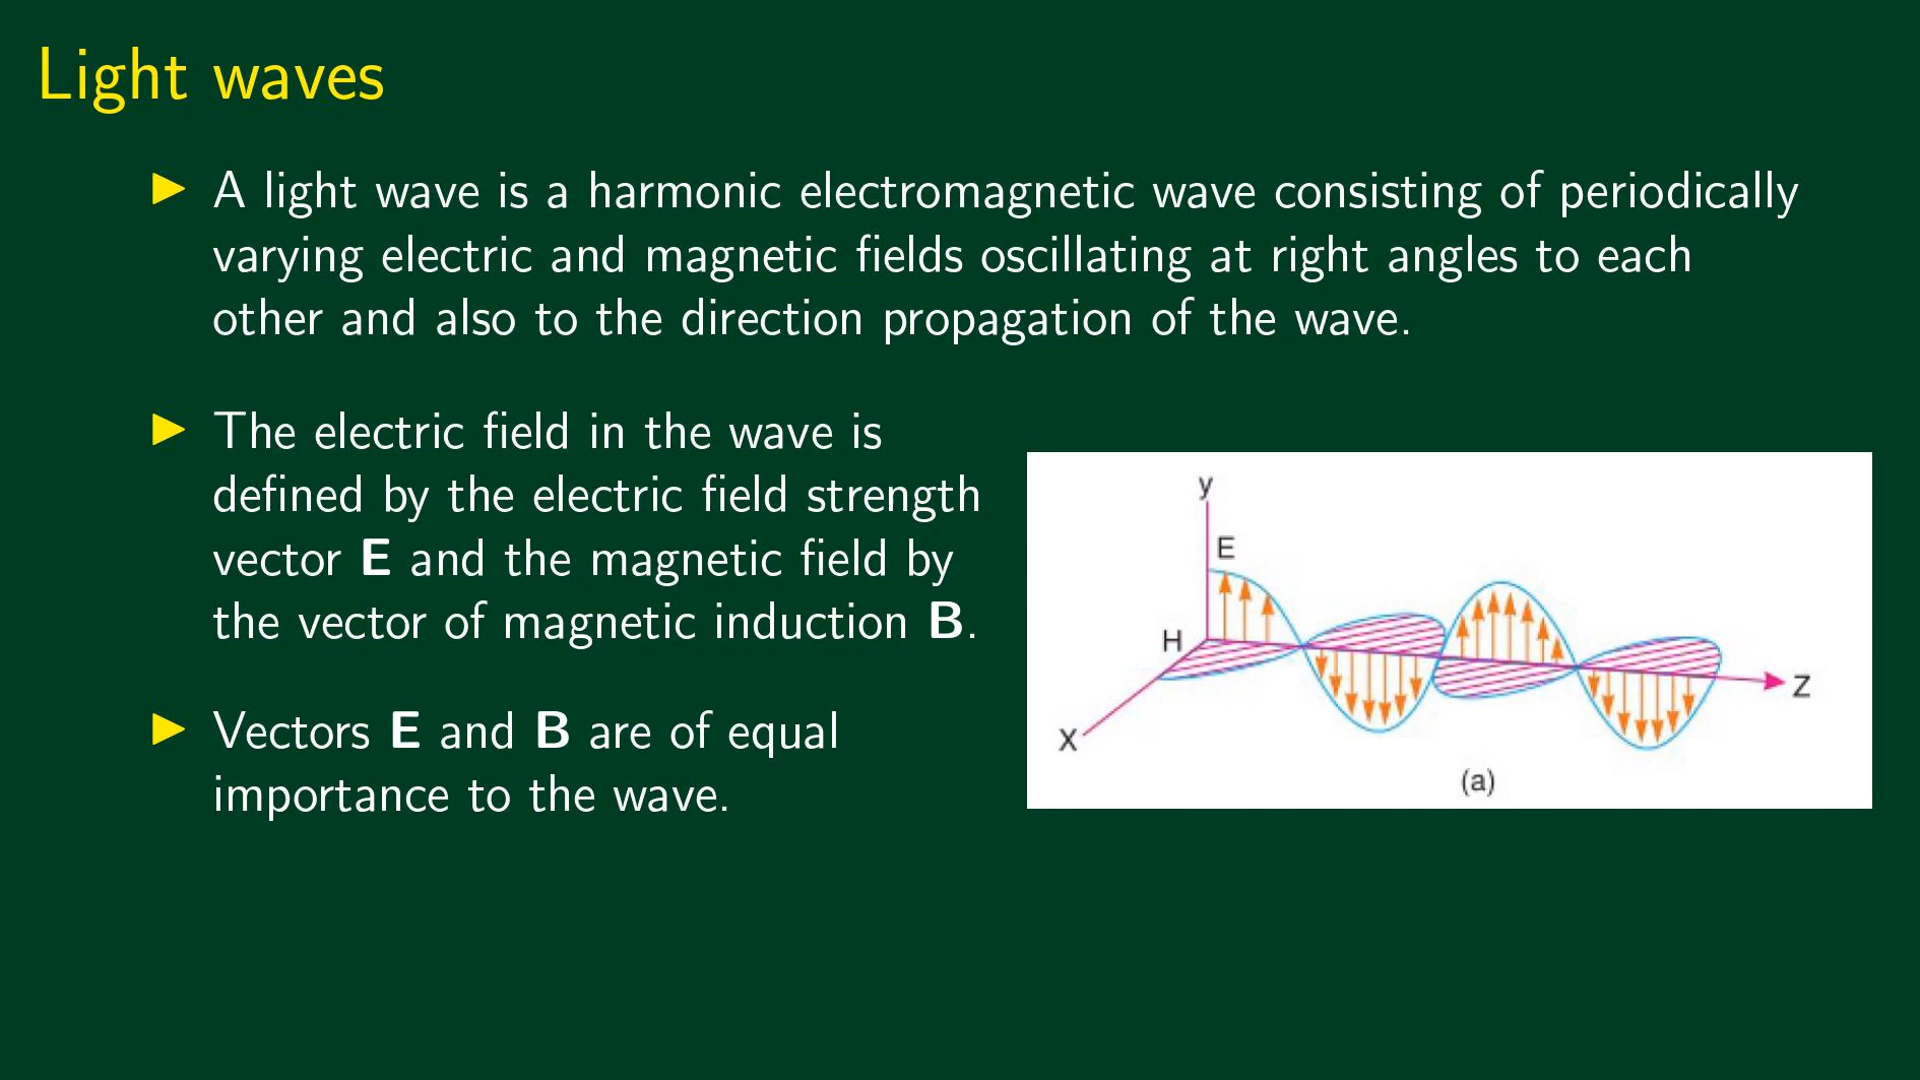 Light waves
A light wave is a harmonic electromagnetic wave consisting of periodically
varying electric and magnetic fields oscillating at right angles to each
other and also to the direction propagation of the wave.
The electric field in the wave is
defined by the electric field strength
vector E and the magnetic field by
the vector of magnetic induction B.
Vectors E and B are of equal
importance to the wave.
y
E
H
X
Z
(a)